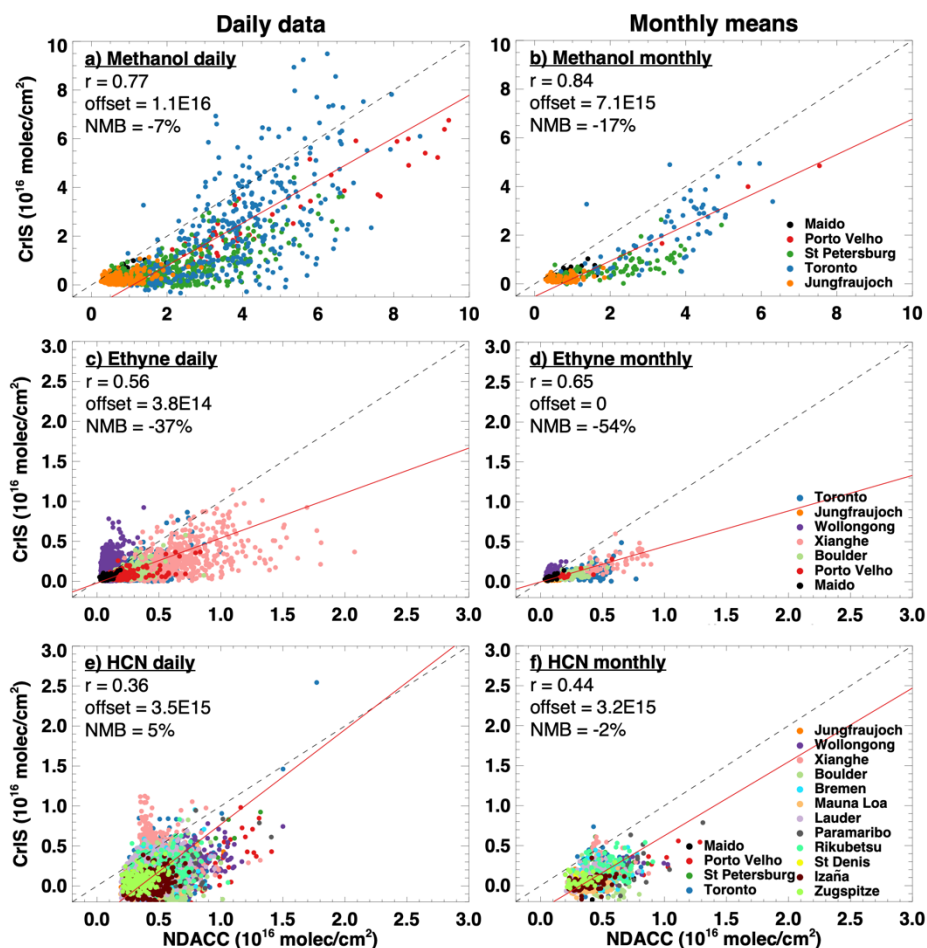 Daily data
Monthly means
a) Methanol daily
r = 0.77
offset = 1.1E16
NMB = -7%
CrIS (10¹⁶ molec/cm²)
10
8
6
4
2
0
0 2 4 6 8 10
b) Methanol monthly
r = 0.84
offset = 7.1E15
NMB = -17%
Maido
Porto Velho
St Petersburg
Toronto
Jungfraujoch
10
8
6
4
2
0
0 2 4 6 8 10
c) Ethyne daily
r = 0.56
offset = 3.8E14
NMB = -37%
CrIS (10¹⁶ molec/cm²)
3.0
2.5
2.0
1.5
1.0
0.5
0.0
0.0 0.5 1.0 1.5 2.0 2.5 3.0
d) Ethyne monthly
r = 0.65
offset = 0
NMB = -54%
Toronto
Jungfraujoch
Wollongong
Xianghe
Boulder
Porto Velho
Maido
3.0
2.5
2.0
1.5
1.0
0.5
0.0
0.0 0.5 1.0 1.5 2.0 2.5 3.0
e) HCN daily
r = 0.36
offset = 3.5E15
NMB = 5%
CrIS (10¹⁶ molec/cm²)
3.0
2.5
2.0
1.5
1.0
0.5
0.0
0.0 0.5 1.0 1.5 2.0 2.5 3.0
NDACC (10¹⁶ molec/cm²)
f) HCN monthly
r = 0.44
offset = 3.2E15
NMB = -2%
Maido
Porto Velho
St Petersburg
Toronto
Jungfraujoch
Wollongong
Xianghe
Boulder
Bremen
Mauna Loa
Lauder
Paramaribo
Rikubetsu
St Denis
Izaña
Zugspitze
3.0
2.5
2.0
1.5
1.0
0.5
0.0
0.0 0.5 1.0 1.5 2.0 2.5 3.0
NDACC (10¹⁶ molec/cm²)